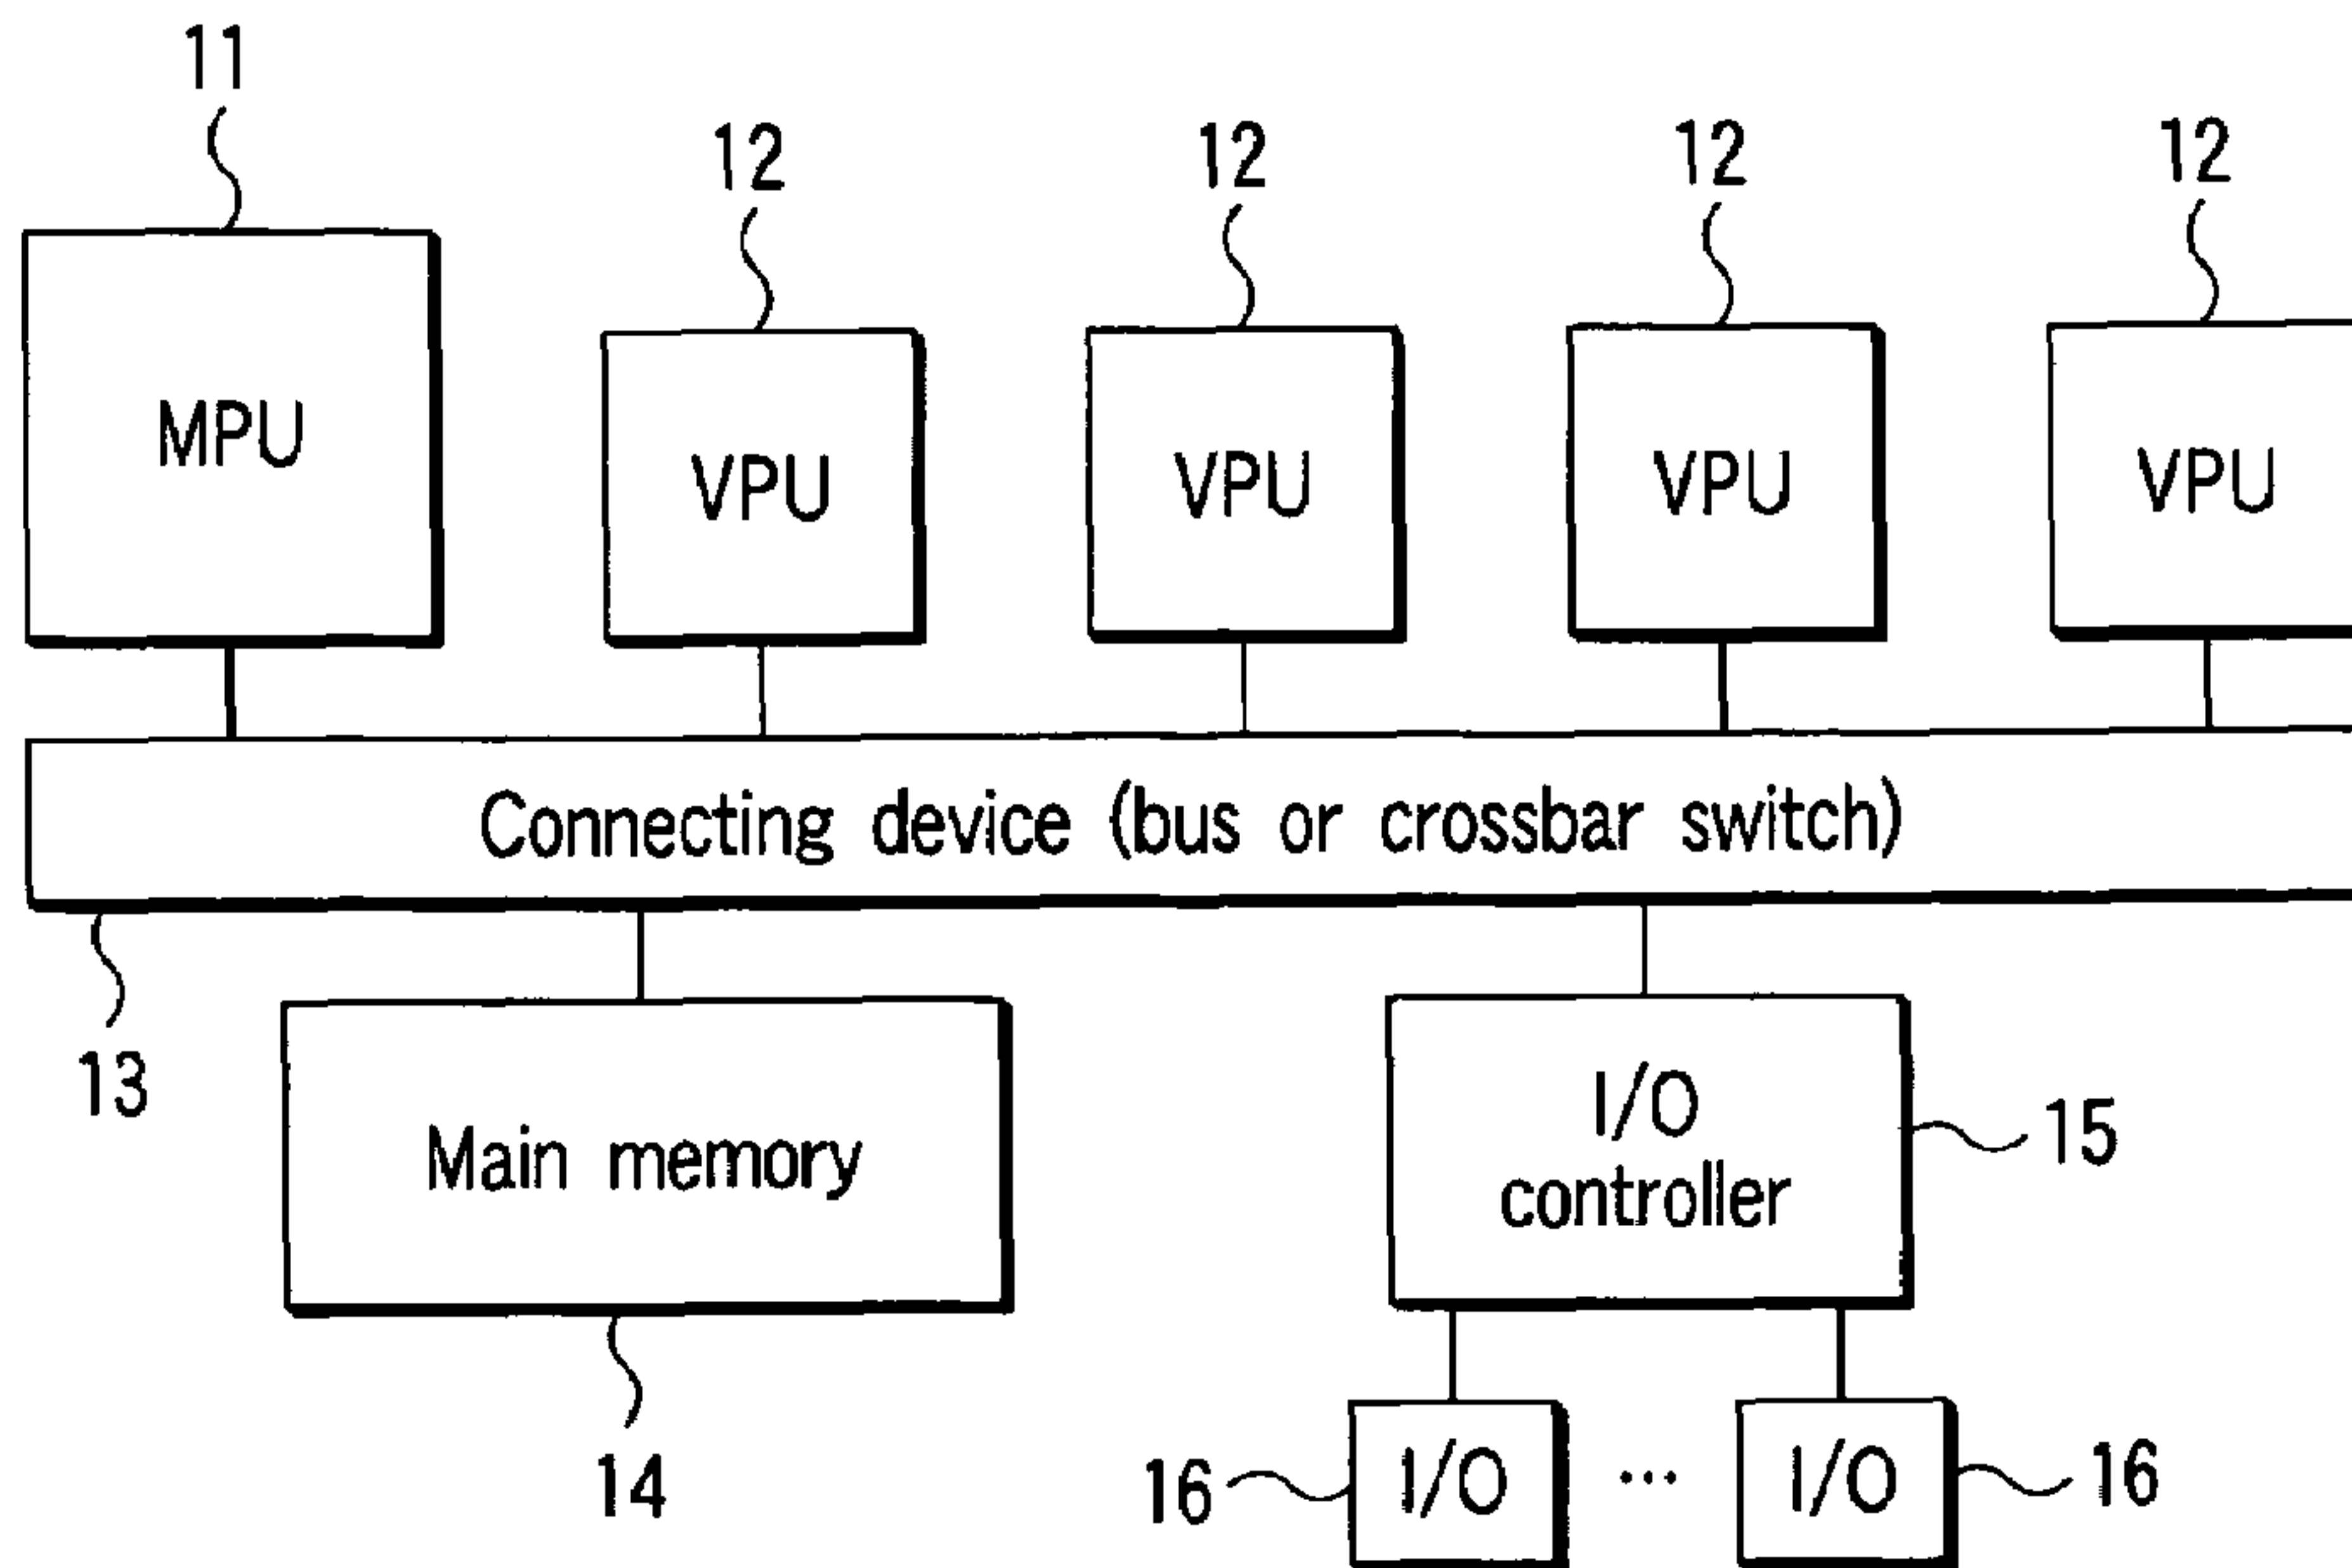 11
12
12
12
12
MPU
VPU
VPU
VPU
VPU
Connecting device (bus or crossbar switch)
13
Main memory
14
I/O
controller
15
16
I/O
...
I/O
16